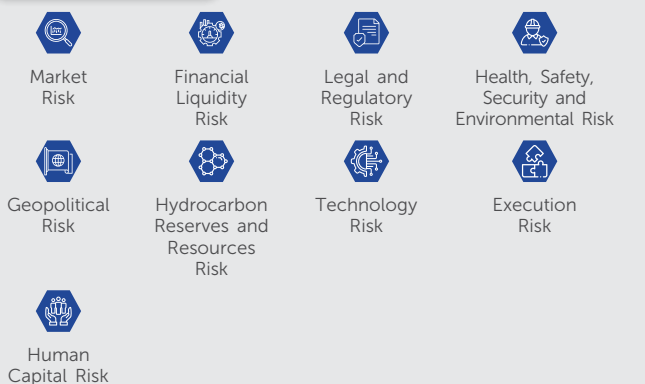 Market
Risk
Financial
Liquidity
Risk
Legal and
Regulatory
Risk
Health, Safety,
Security and
Environmental Risk
Geopolitical
Risk
Hydrocarbon
Reserves and
Resources
Risk
Technology
Risk
Execution
Risk
Human
Capital Risk